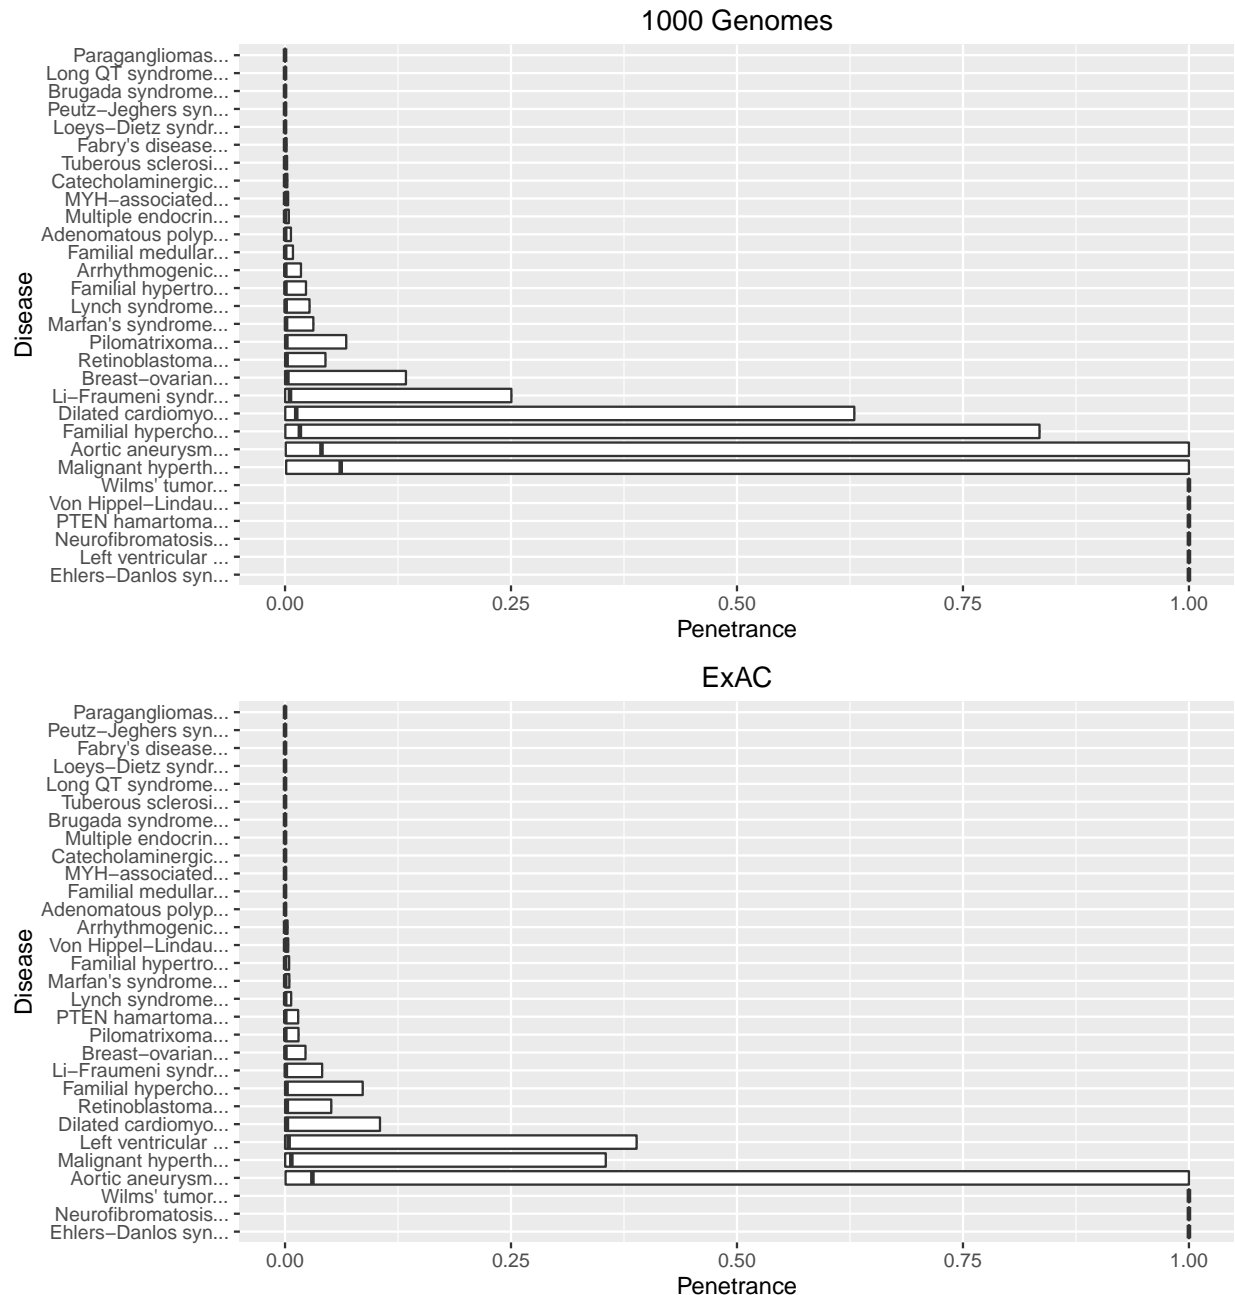 1000 Genomes
Disease
Paragangliomas...
Long QT syndrome...
Brugada syndrome...
Peutz−Jeghers syn...
Loeys−Dietz syndr...
Fabry's disease...
Tuberous sclerosi...
Catecholaminergic...
MYH−associated...
Multiple endocrin...
Adenomatous polyp...
Familial medullar...
Arrhythmogenic...
Familial hypertro...
Lynch syndrome...
Marfan's syndrome...
Pilomatrixoma...
Retinoblastoma...
Breast−ovarian...
Li−Fraumeni syndr...
Dilated cardiomyo...
Familial hypercho...
Aortic aneurysm...
Malignant hyperth...
Wilms' tumor...
Von Hippel−Lindau...
PTEN hamartoma...
Neurofibromatosis...
Left ventricular ...
Ehlers−Danlos syn...
0.00 0.25 0.50 0.75 1.00
Penetrance
ExAC
Disease
Paragangliomas...
Peutz−Jeghers syn...
Fabry's disease...
Loeys−Dietz syndr...
Long QT syndrome...
Tuberous sclerosi...
Brugada syndrome...
Multiple endocrin...
Catecholaminergic...
MYH−associated...
Familial medullar...
Adenomatous polyp...
Arrhythmogenic...
Von Hippel−Lindau...
Familial hypertro...
Marfan's syndrome...
Lynch syndrome...
PTEN hamartoma...
Pilomatrixoma...
Breast−ovarian...
Li−Fraumeni syndr...
Familial hypercho...
Retinoblastoma...
Dilated cardiomyo...
Left ventricular ...
Malignant hyperth...
Aortic aneurysm...
Wilms' tumor...
Neurofibromatosis...
Ehlers−Danlos syn...
0.00 0.25 0.50 0.75 1.00
Penetrance